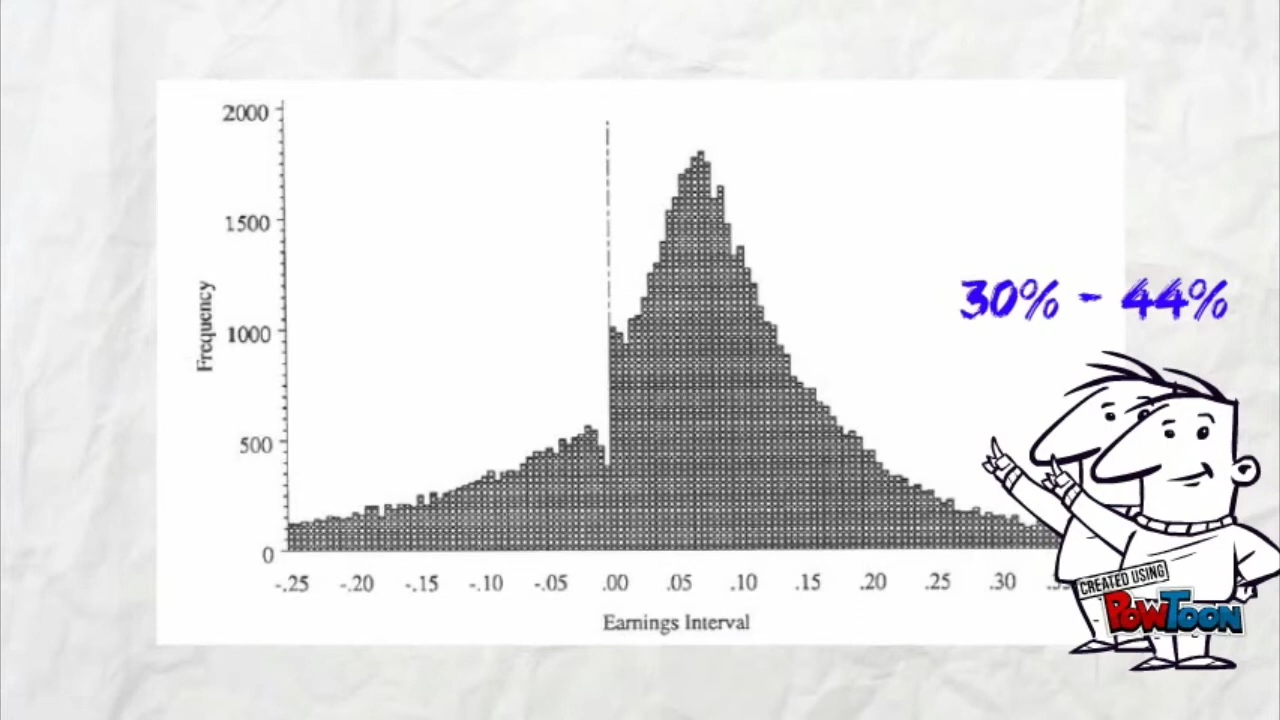 2000
1500
1000
500
0
Frequency
-.25 -.20 -.15 -.10 -.05 .00 .05 .10 .15 .20 .25 .30
Earnings Interval
30% - 44%
CREATED USING
POWTOON